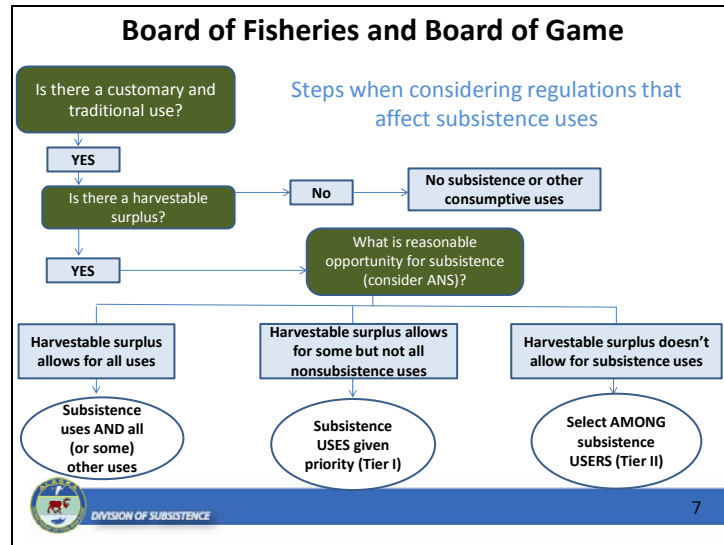 Board of Fisheries and Board of Game
Is there a customary and
traditional use?
Steps when considering regulations that
affect subsistence uses
YES
Is there a harvestable
surplus?
No
No subsistence or other
consumptive uses
YES
What is reasonable
opportunity for subsistence
(consider ANS)?
Harvestable surplus
allows for all uses
Harvestable surplus allows
for some but not all
nonsubsistence uses
Harvestable surplus doesn’t
allow for subsistence uses
Subsistence
uses AND all
(or some)
other uses
Subsistence
USES given
priority (Tier I)
Select AMONG
subsistence
USERS (Tier II)
ALASKA
DIVISION OF SUBSISTENCE
7